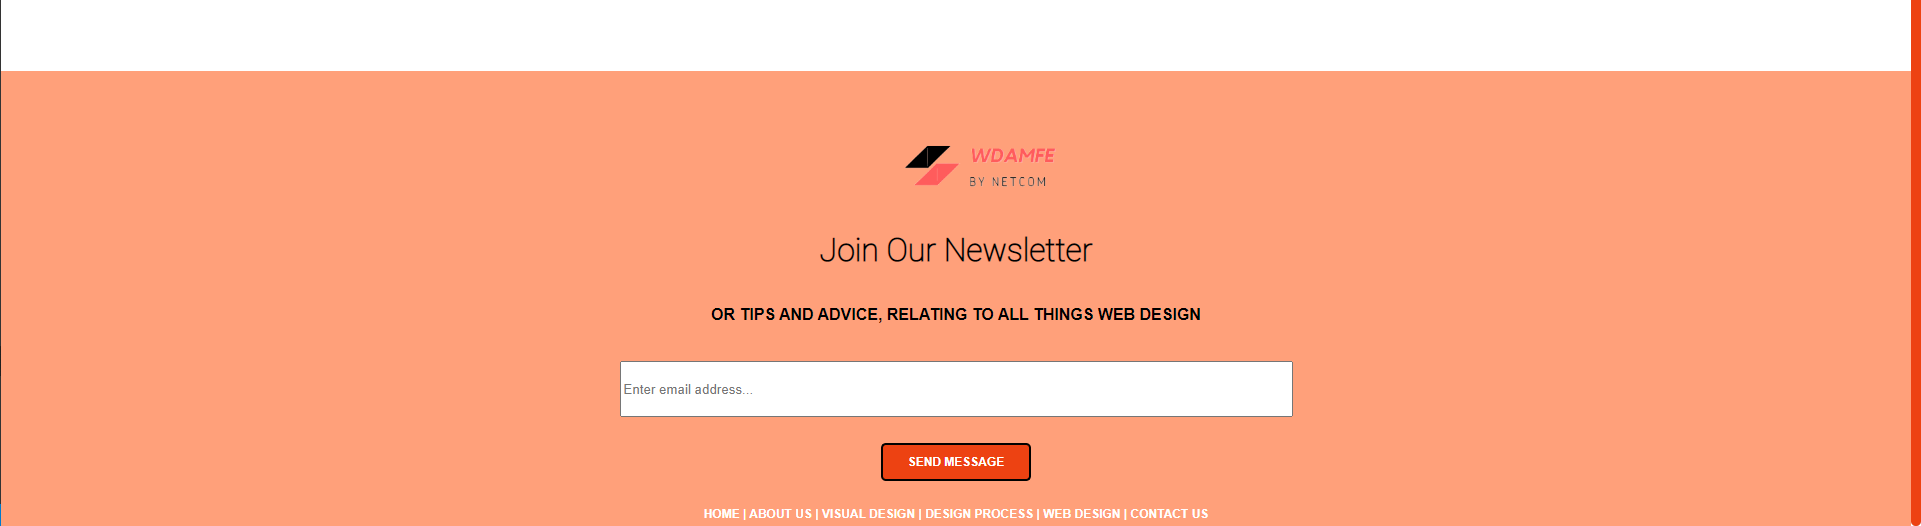 WDAMFE
BY NETCOM
Join Our Newsletter
OR TIPS AND ADVICE, RELATING TO ALL THINGS WEB DESIGN
Enter email address...
SEND MESSAGE
HOME | ABOUT US | VISUAL DESIGN | DESIGN PROCESS | WEB DESIGN | CONTACT US